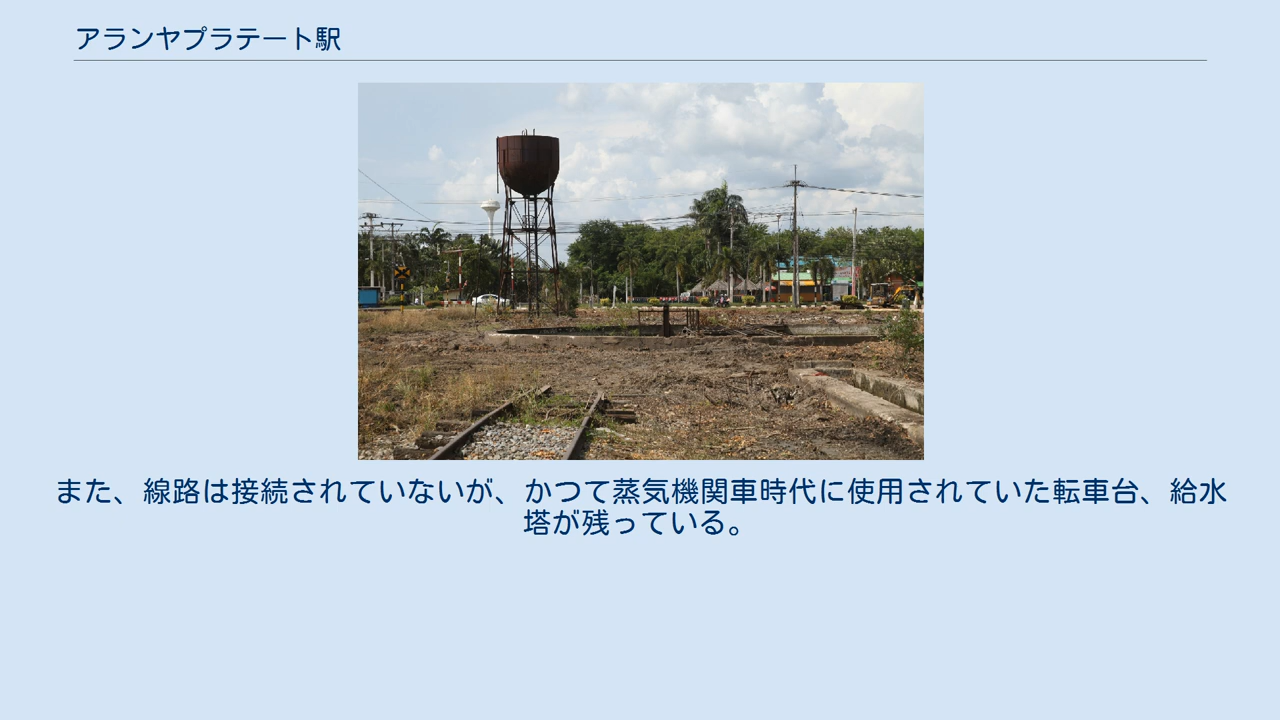 アランヤプラテート駅
また、線路は接続されていないが、かつて蒸気機関車時代に使用されていた転車台、給水
塔が残っている。